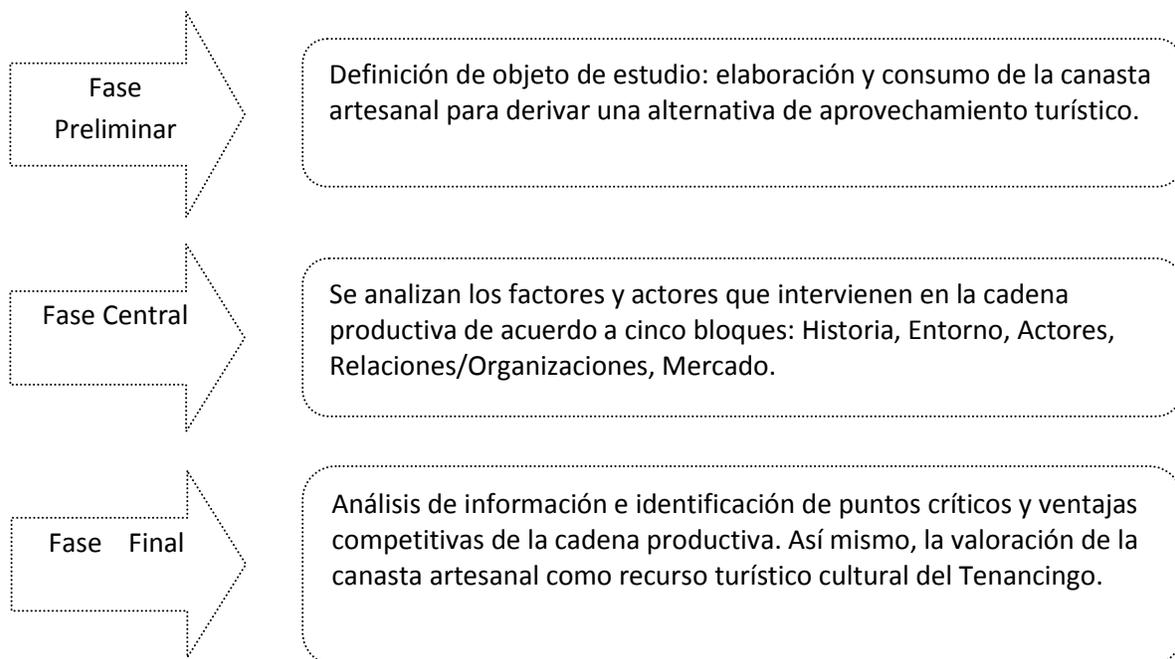 Fase
Preliminar
Definición de objeto de estudio: elaboración y consumo de la canasta
artesanal para derivar una alternativa de aprovechamiento turístico.
Fase Central
Se analizan los factores y actores que intervienen en la cadena
productiva de acuerdo a cinco bloques: Historia, Entorno, Actores,
Relaciones/Organizaciones, Mercado.
Fase Final
Análisis de información e identificación de puntos críticos y ventajas
competitivas de la cadena productiva. Así mismo, la valoración de la
canasta artesanal como recurso turístico cultural del Tenancingo.